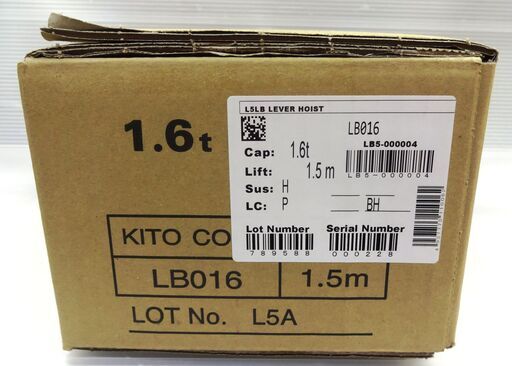 1.6t
L5LB LEVER HOIST
LB016
Cap: 1.6t
LB5-000004
Lift: 1.5 m
LB5-000004
Sus: H
LC: P BH
Lot Number Serial Number
789588 000228
KITO CO
LB016 1.5m
LOT No. L5A